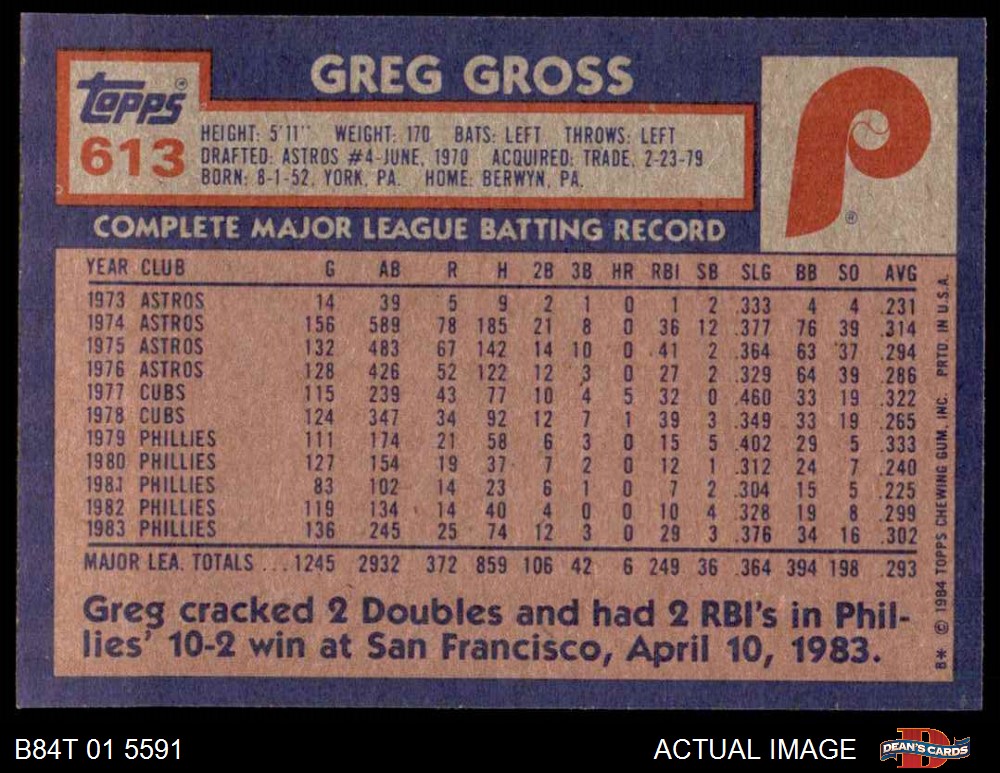 GREG GROSS
topps®
613
HEIGHT: 5'11" WEIGHT: 170 BATS: LEFT THROWS: LEFT
DRAFTED: ASTROS #4-JUNE, 1970 ACQUIRED: TRADE, 2-23-79
BORN: 8-1-52, YORK, PA. HOME: BERWYN, PA.
P ®
COMPLETE MAJOR LEAGUE BATTING RECORD
YEAR CLUB G AB R H 2B 3B HR RBI SB SLG BB SO AVG
1973 ASTROS 14 39 5 9 2 1 0 1 2 .333 4 4 .231
1974 ASTROS 156 589 78 185 21 8 0 36 12 .377 76 39 .314
1975 ASTROS 132 483 67 142 14 10 0 41 2 .364 63 37 .294
1976 ASTROS 128 426 52 122 12 3 0 27 2 .329 64 39 .286
1977 CUBS 115 239 43 77 10 4 5 32 0 .460 33 19 .322
1978 CUBS 124 347 34 92 12 7 1 39 3 .349 33 19 .265
1979 PHILLIES 111 174 21 58 6 3 0 15 5 .402 29 5 .333
1980 PHILLIES 127 154 19 37 7 2 0 12 1 .312 24 7 .240
1981 PHILLIES 83 102 14 23 6 1 0 7 2 .304 15 5 .225
1982 PHILLIES 119 134 14 40 4 0 0 10 4 .328 19 8 .299
1983 PHILLIES 136 245 25 74 12 3 0 29 3 .376 34 16 .302
MAJOR LEA. TOTALS ... 1245 2932 372 859 106 42 6 249 36 .364 394 198 .293
Greg cracked 2 Doubles and had 2 RBI's in Phil-
lies' 10-2 win at San Francisco, April 10, 1983.
B* © 1984 TOPPS CHEWING GUM, INC. PRTD. IN U.S.A.
B84T 01 5591
ACTUAL IMAGE
D
DEAN'S CARDS